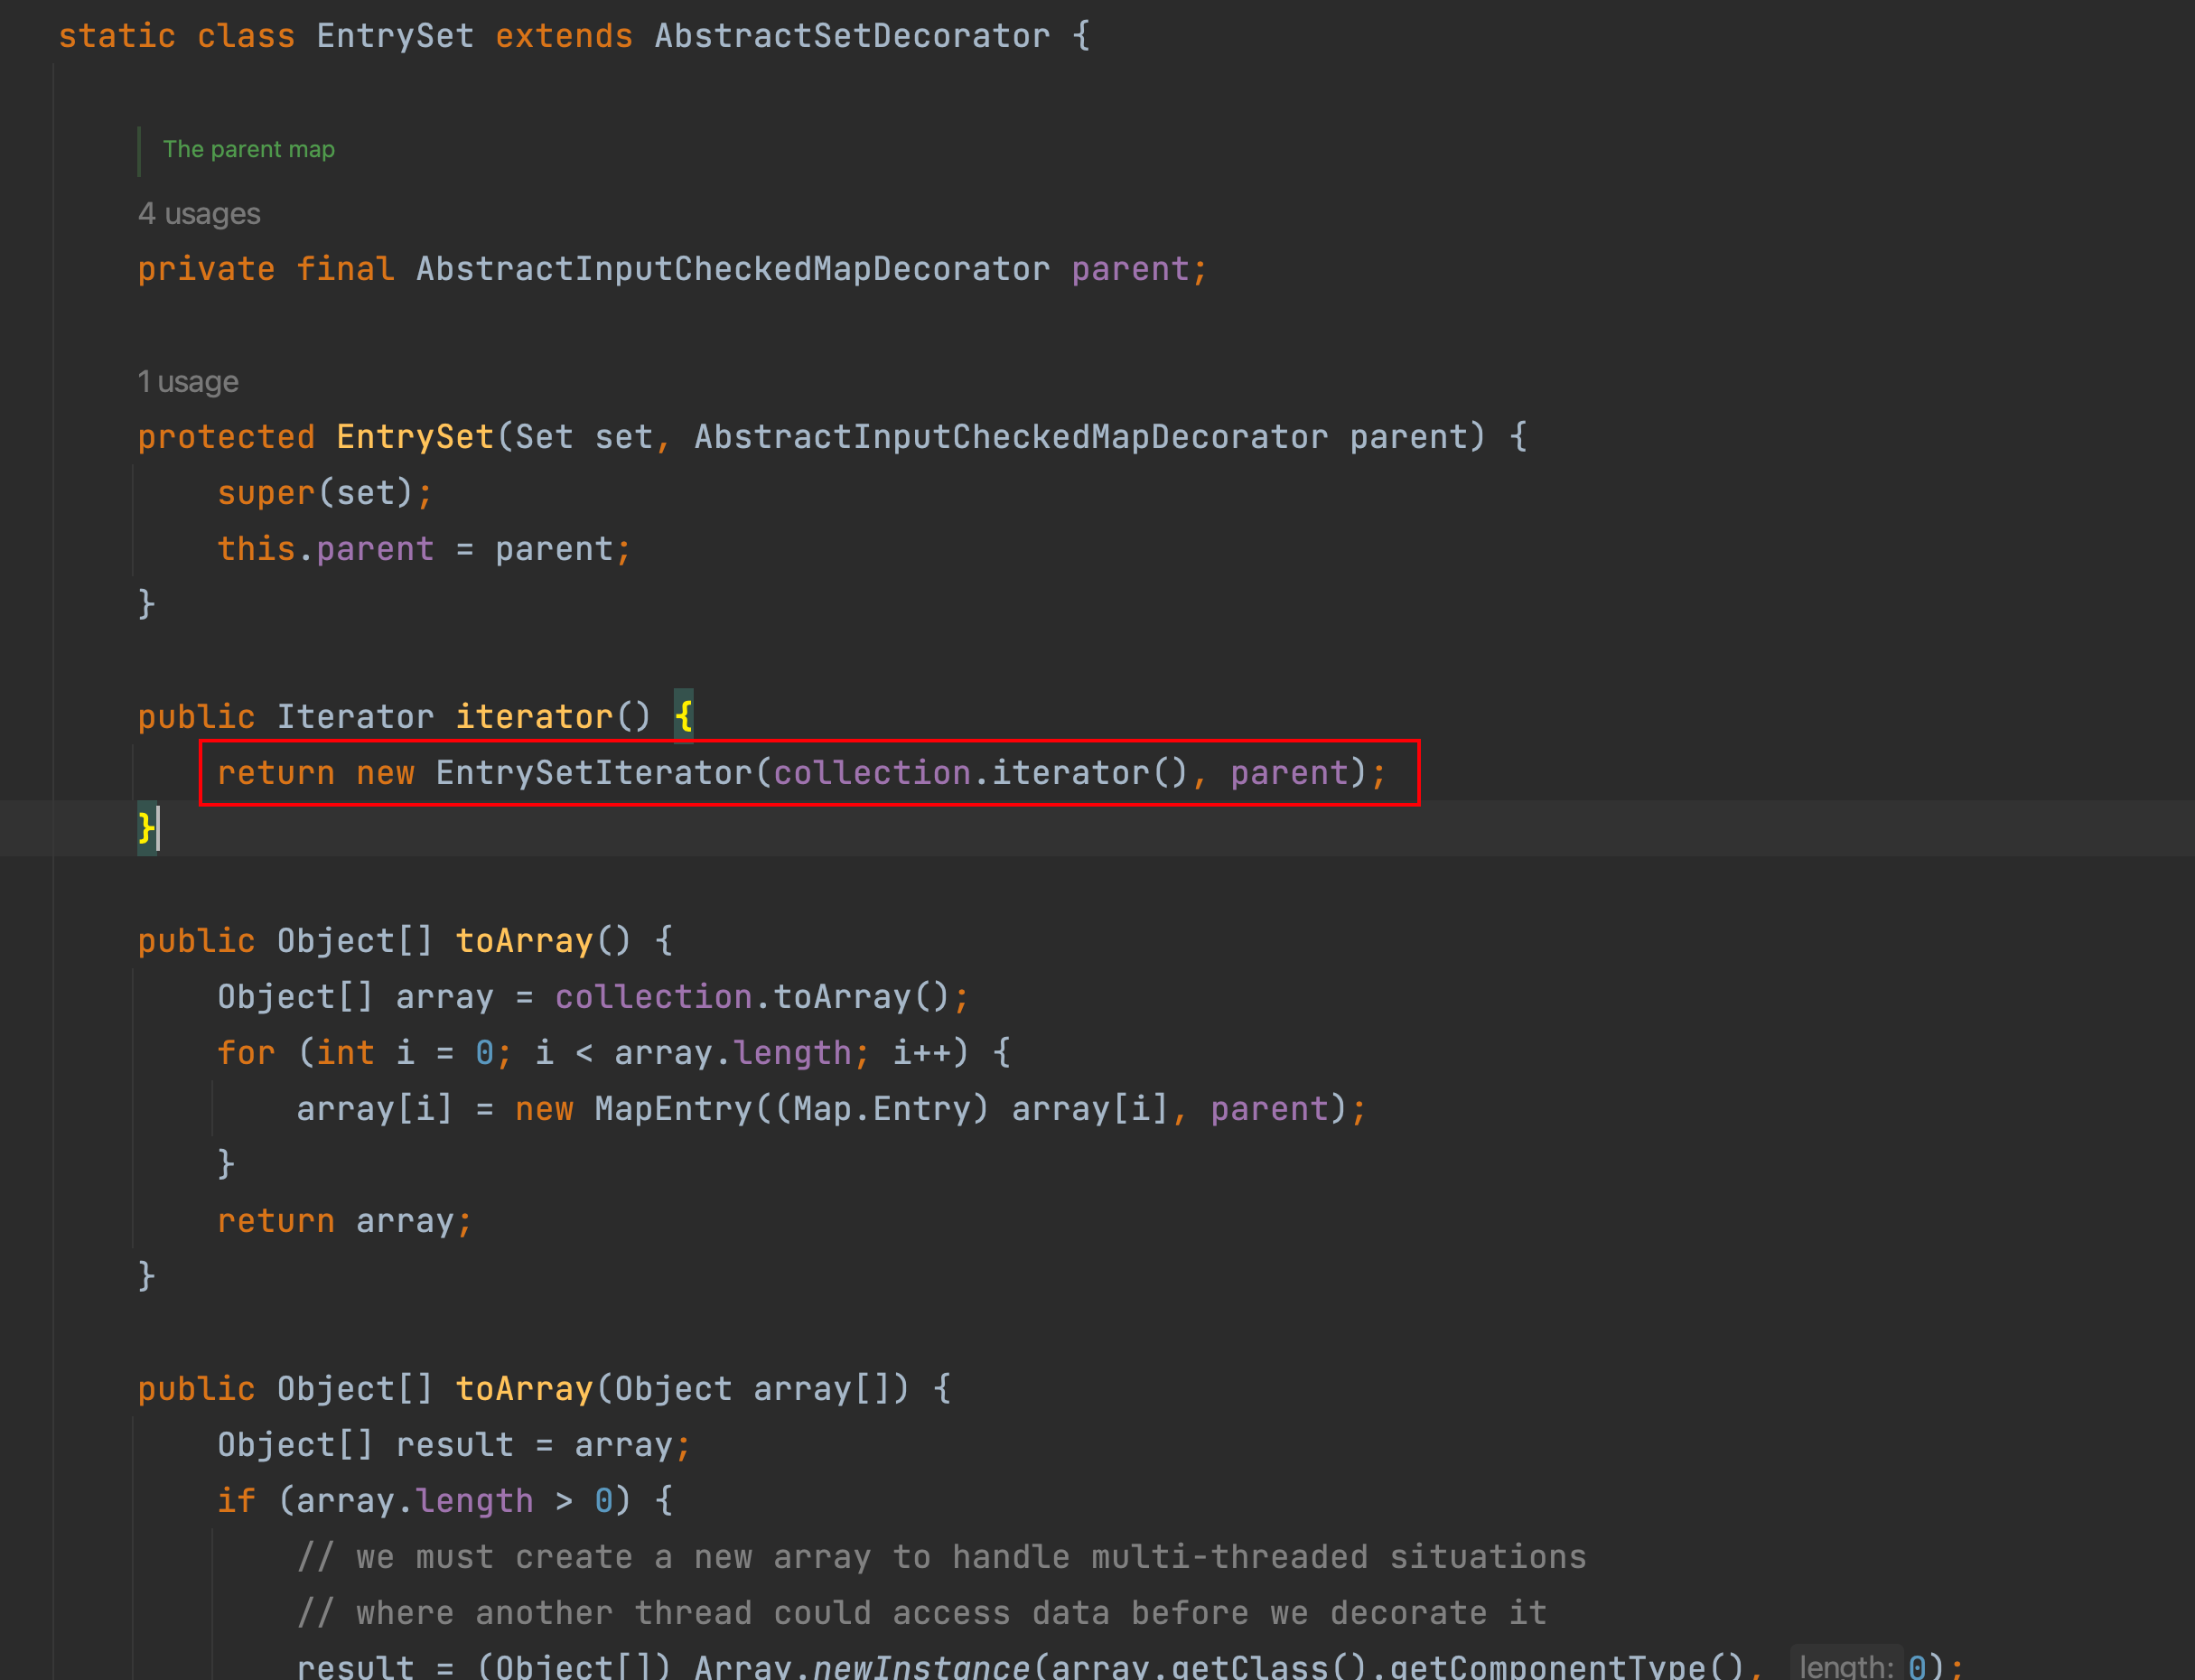 static class EntrySet extends AbstractSetDecorator {
The parent map
4 usages
private final AbstractInputCheckedMapDecorator parent;
1 usage
protected EntrySet(Set set, AbstractInputCheckedMapDecorator parent) {
super(set);
this.parent = parent;
}
public Iterator iterator() {
return new EntrySetIterator(collection.iterator(), parent);
}
public Object[] toArray() {
Object[] array = collection.toArray();
for (int i = 0; i < array.length; i++) {
array[i] = new MapEntry((Map.Entry) array[i], parent);
}
return array;
}
public Object[] toArray(Object array[]) {
Object[] result = array;
if (array.length > 0) {
// we must create a new array to handle multi-threaded situations
// where another thread could access data before we decorate it
result = (Object[]) Array.newInstance(array.getClass().getComponentType(), length: 0);